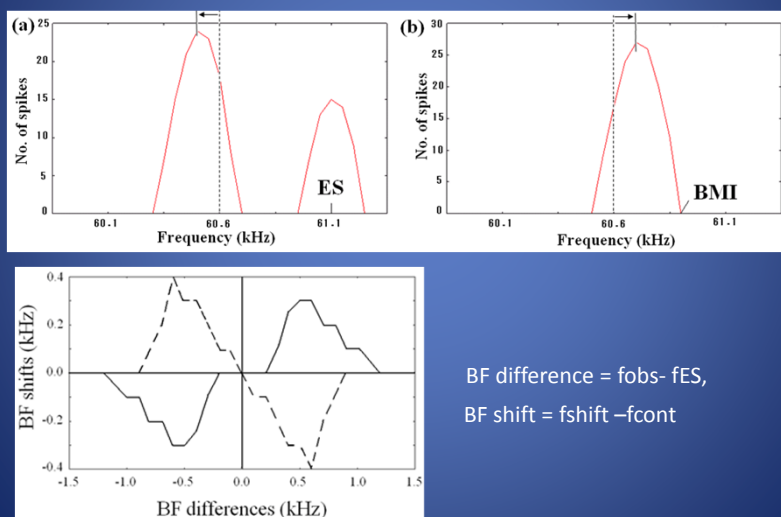 (a)
No. of spikes
25
20
15
10
5
0
ES
60.1
60.6
61.1
Frequency (kHz)
(b)
No. of spikes
30
25
20
15
10
5
0
BMI
60.1
60.6
61.1
Frequency (kHz)
BF shifts (kHz)
0.4
0.2
0.0
-0.2
-0.4
-1.5 -1.0 -0.5 0.0 0.5 1.0 1.5
BF differences (kHz)
BF difference = fobs- fES,
BF shift = fshift –fcont